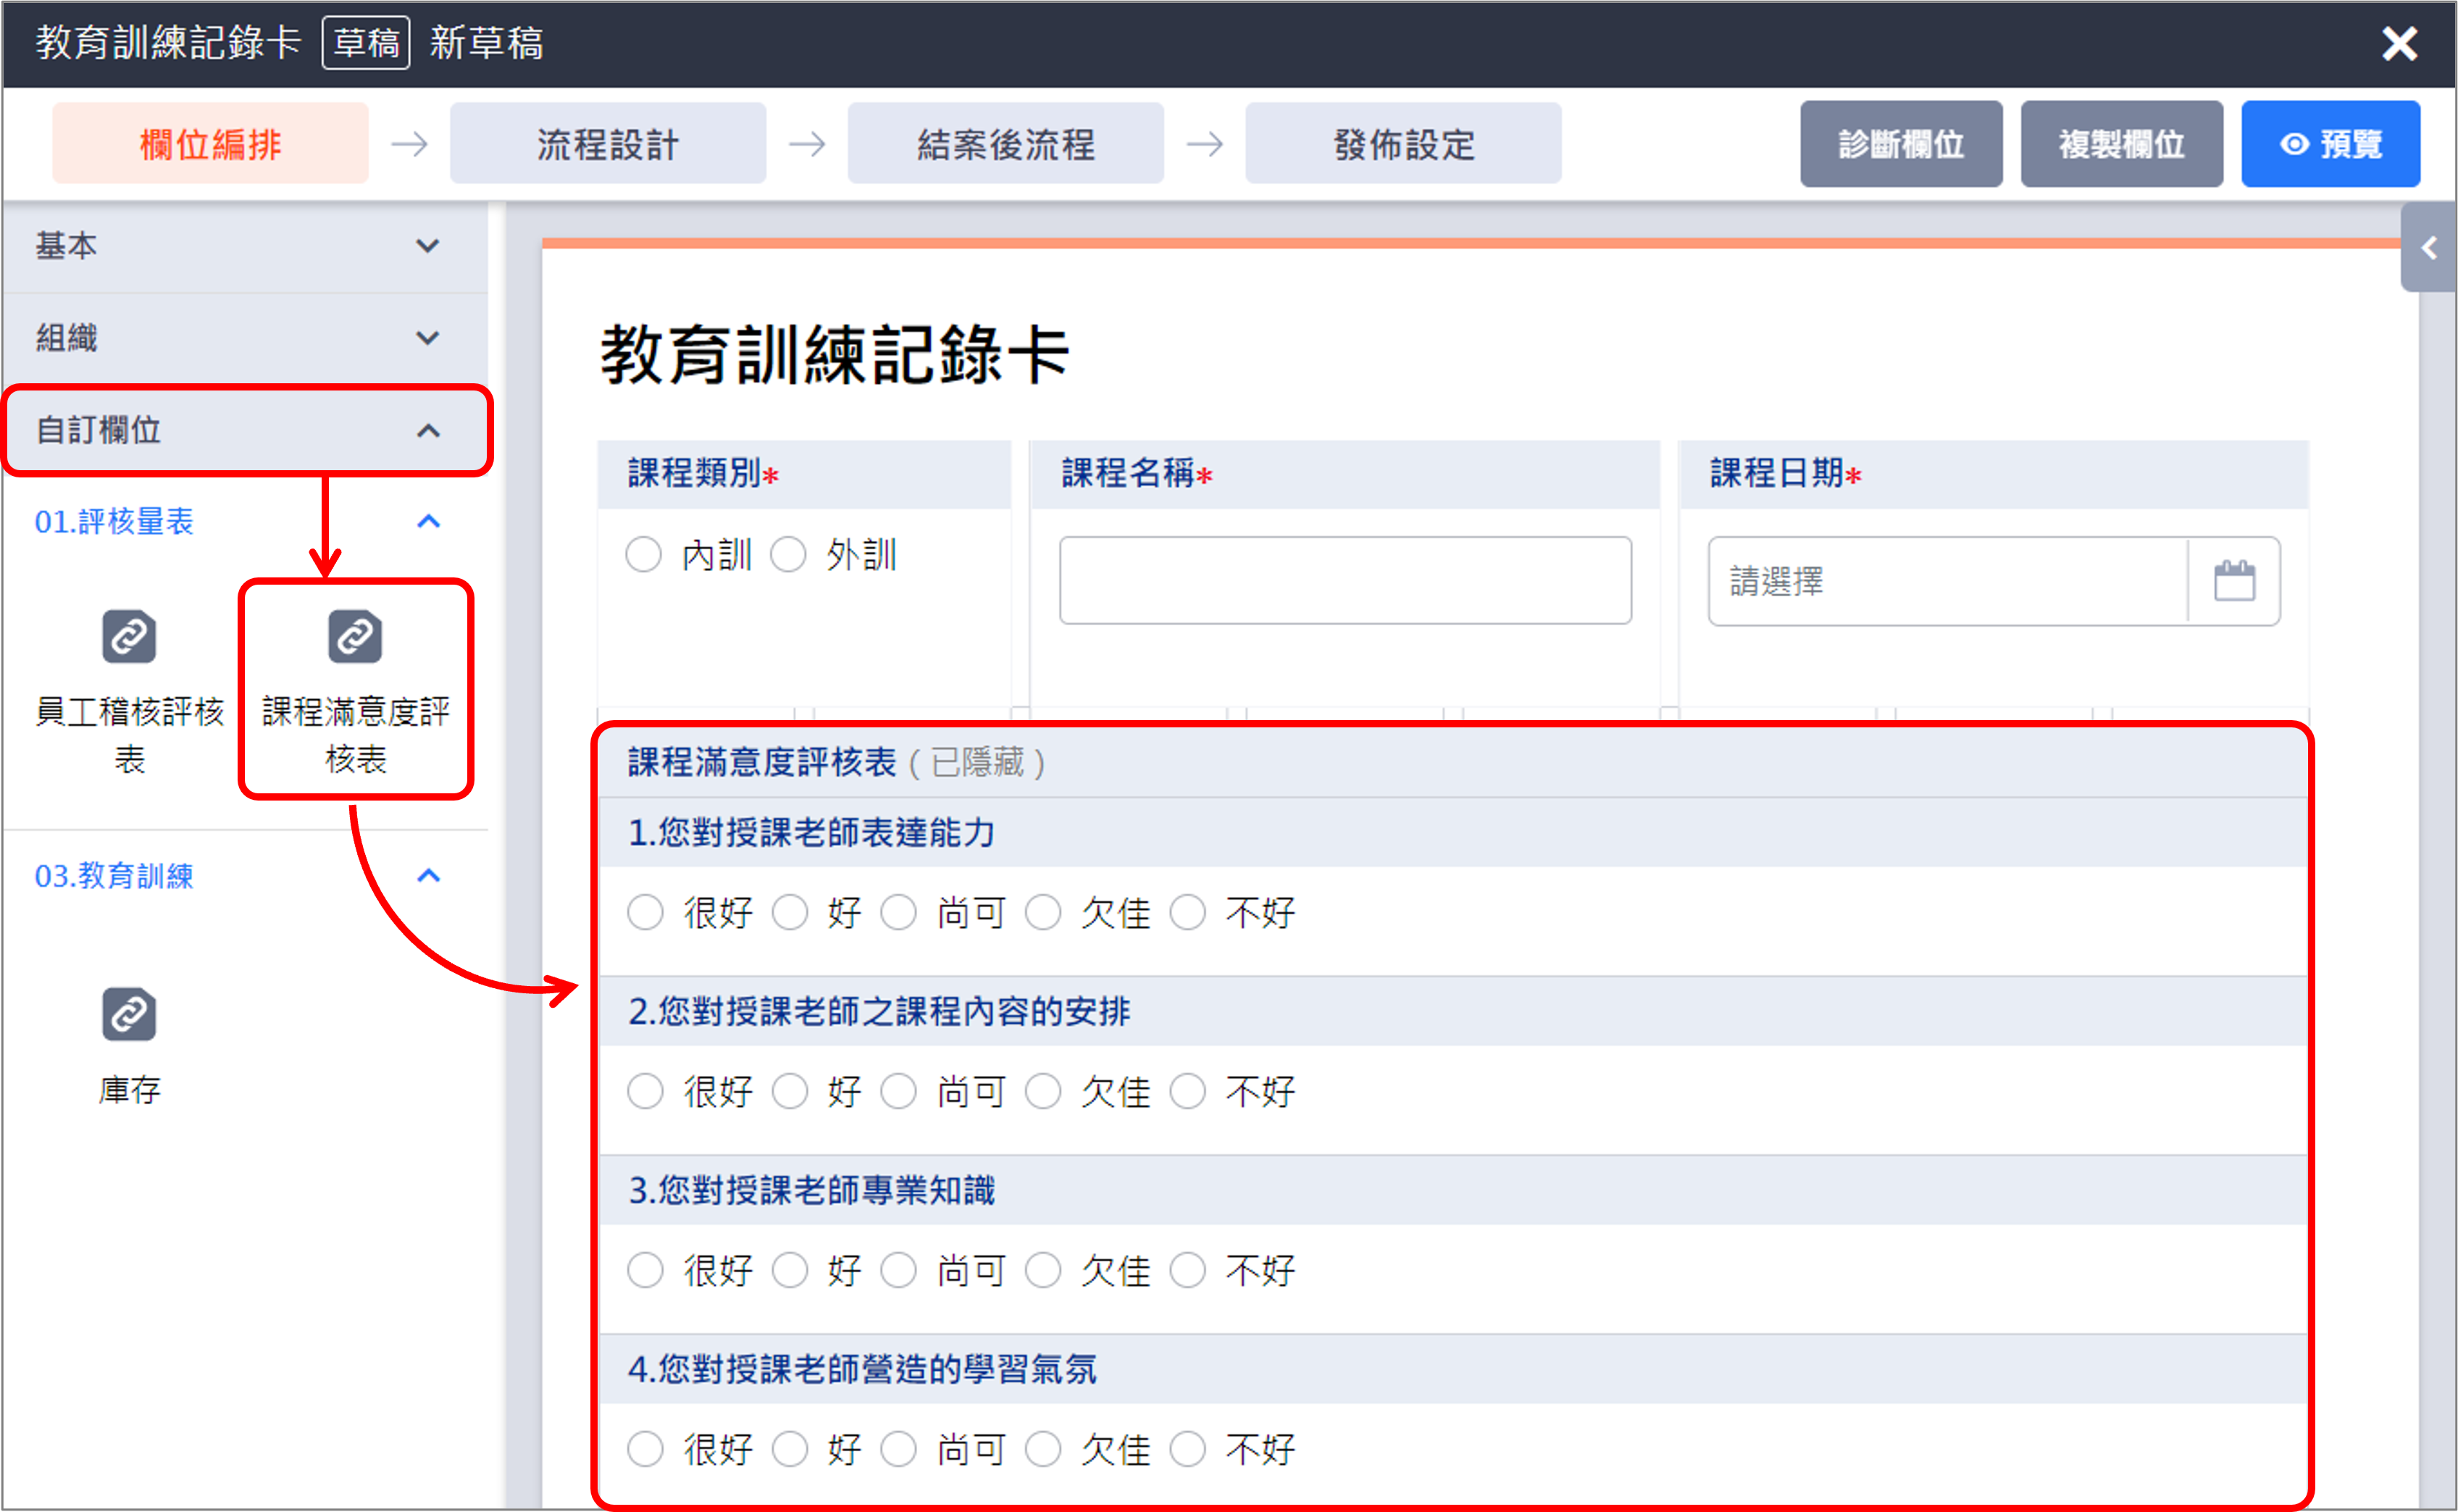 教育訓練記錄卡 草稿 新草稿
欄位編排 → 流程設計 → 結案後流程 → 發佈設定 診斷欄位 複製欄位 預覽
基本
組織
自訂欄位
01.評核量表
員工稽核評核
表
課程滿意度評
核表
03.教育訓練
庫存
教育訓練記錄卡
課程類別* 課程名稱* 課程日期*
內訓 外訓 請選擇
課程滿意度評核表 ( 已隱藏 )
1.您對授課老師表達能力
很好 好 尚可 欠佳 不好
2.您對授課老師之課程內容的安排
很好 好 尚可 欠佳 不好
3.您對授課老師專業知識
很好 好 尚可 欠佳 不好
4.您對授課老師營造的學習氣氛
很好 好 尚可 欠佳 不好